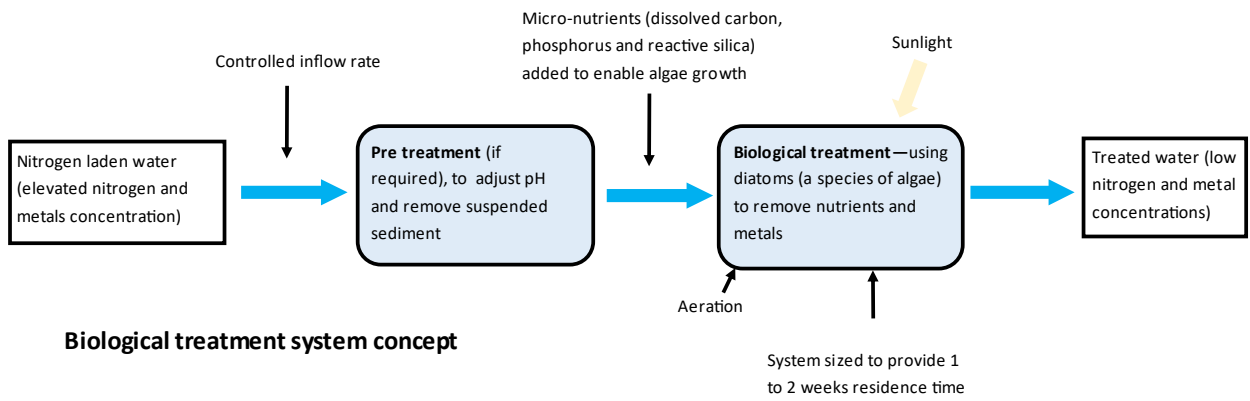 Micro-nutrients (dissolved carbon,
phosphorus and reactive silica)
added to enable algae growth
Sunlight
Controlled inflow rate
Nitrogen laden water
(elevated nitrogen and
metals concentration)
Pre treatment (if
required), to adjust pH
and remove suspended
sediment
Biological treatment—using
diatoms (a species of algae)
to remove nutrients and
metals
Treated water (low
nitrogen and metal
concentrations)
Aeration
Biological treatment system concept
System sized to provide 1
to 2 weeks residence time